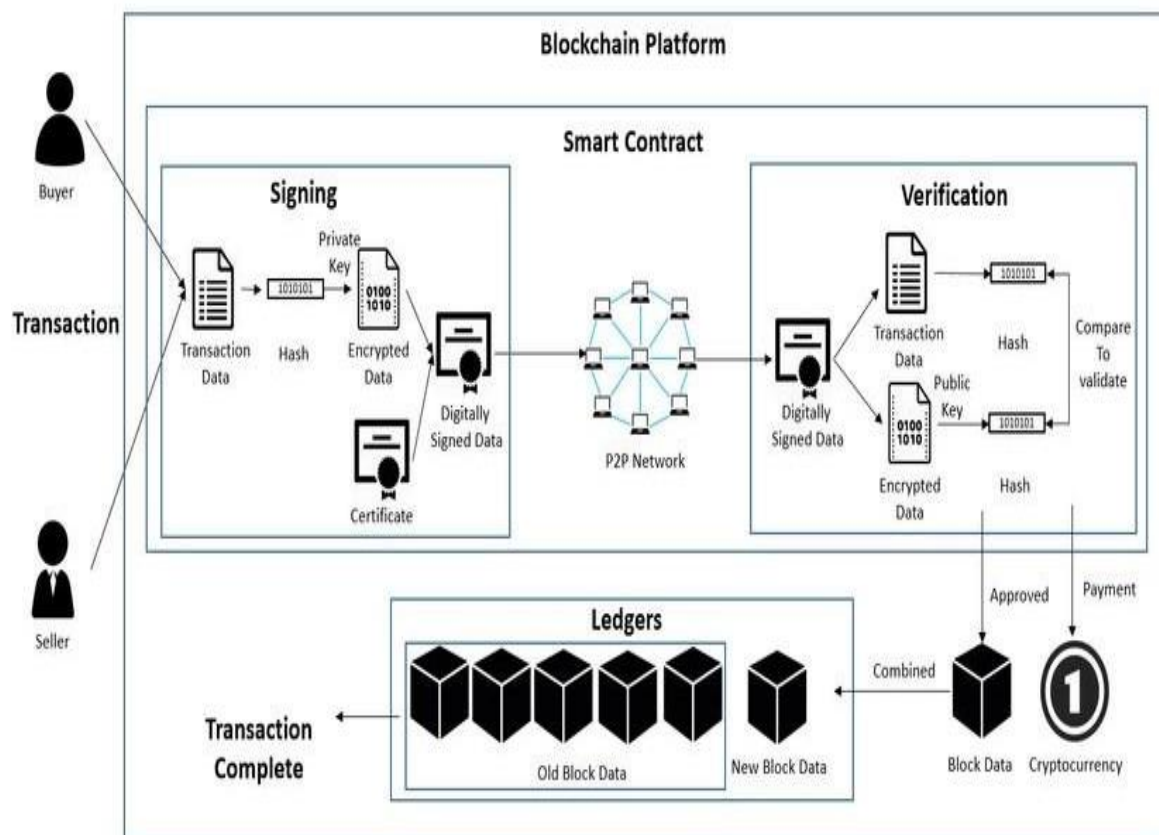 Blockchain Platform
Smart Contract
Buyer
Signing
Private
Key
1010101
0100
1010
Transaction
Data
Hash
Encrypted
Data
Certificate
Digitally
Signed Data
P2P Network
Verification
Digitally
Signed Data
Transaction
Data
1010101
Hash
Public
Key
0100
1010
Encrypted
Data
1010101
Hash
Compare
To
validate
Transaction
Seller
Approved
Payment
Block Data
1
Cryptocurrency
Combined
Ledgers
Old Block Data
New Block Data
Transaction
Complete